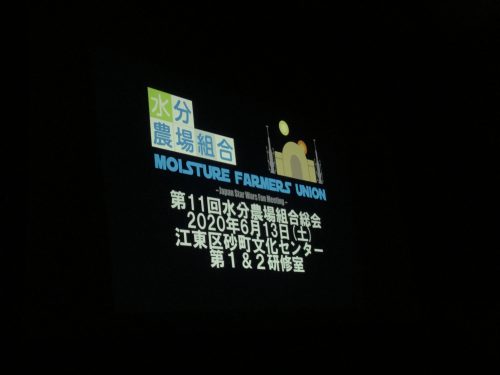 水分
農場組合
MOISTURE FARMERS UNION
~Japan Star Wars Fan Meeting~
第11回水分農場組合総会
2020年6月13日(土)
江東区砂町文化センター
第1&2研修室